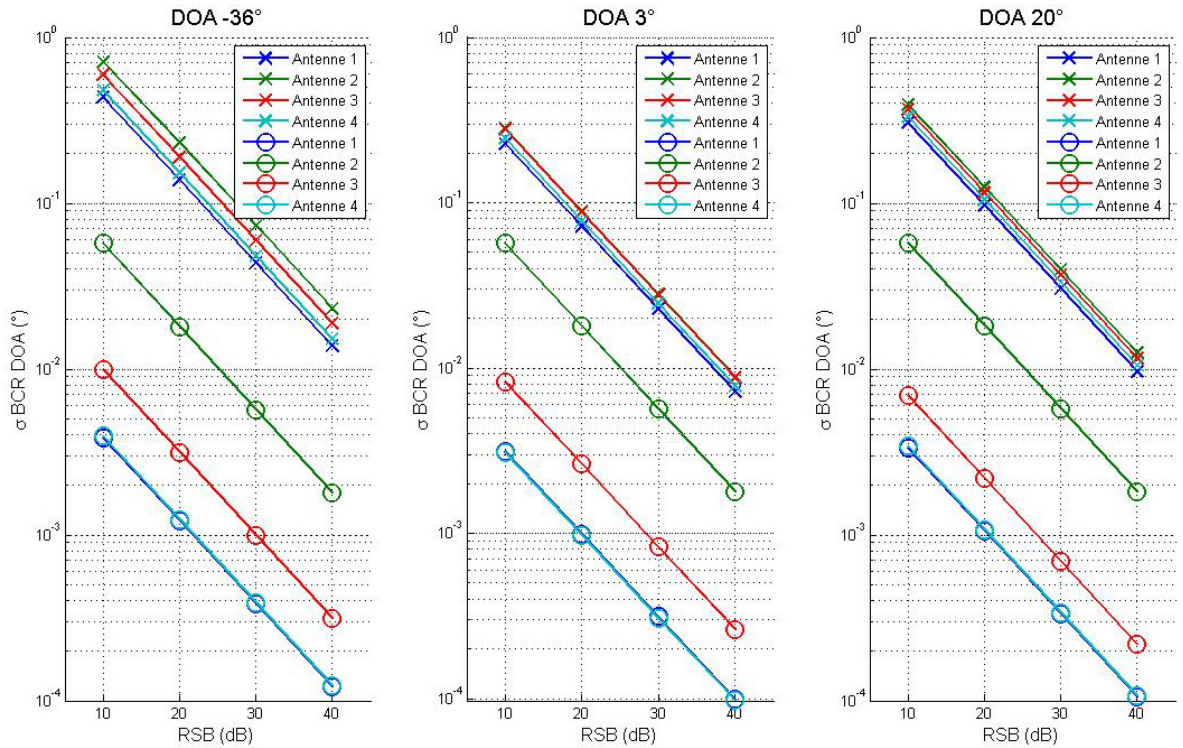 DOA -36°
10^0
10^-1
10^-2
10^-3
10^-4
σ BCR DOA (°)
10 20 30 40
RSB (dB)
Antenne 1
Antenne 2
Antenne 3
Antenne 4
Antenne 1
Antenne 2
Antenne 3
Antenne 4
DOA 3°
10^0
10^-1
10^-2
10^-3
10^-4
σ BCR DOA (°)
10 20 30 40
RSB (dB)
Antenne 1
Antenne 2
Antenne 3
Antenne 4
Antenne 1
Antenne 2
Antenne 3
Antenne 4
DOA 20°
10^0
10^-1
10^-2
10^-3
10^-4
σ BCR DOA (°)
10 20 30 40
RSB (dB)
Antenne 1
Antenne 2
Antenne 3
Antenne 4
Antenne 1
Antenne 2
Antenne 3
Antenne 4